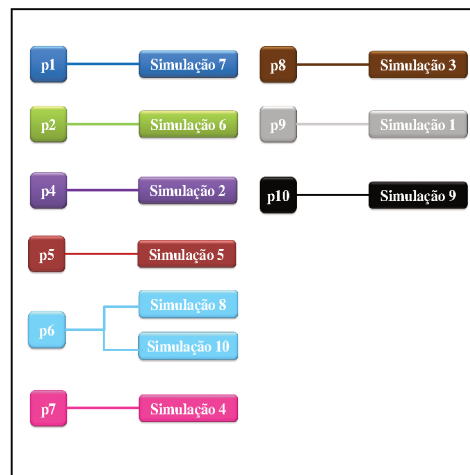 p1 Simulação 7
p2 Simulação 6
p4 Simulação 2
p5 Simulação 5
p6 Simulação 8
Simulação 10
p7 Simulação 4
p8 Simulação 3
p9 Simulação 1
p10 Simulação 9